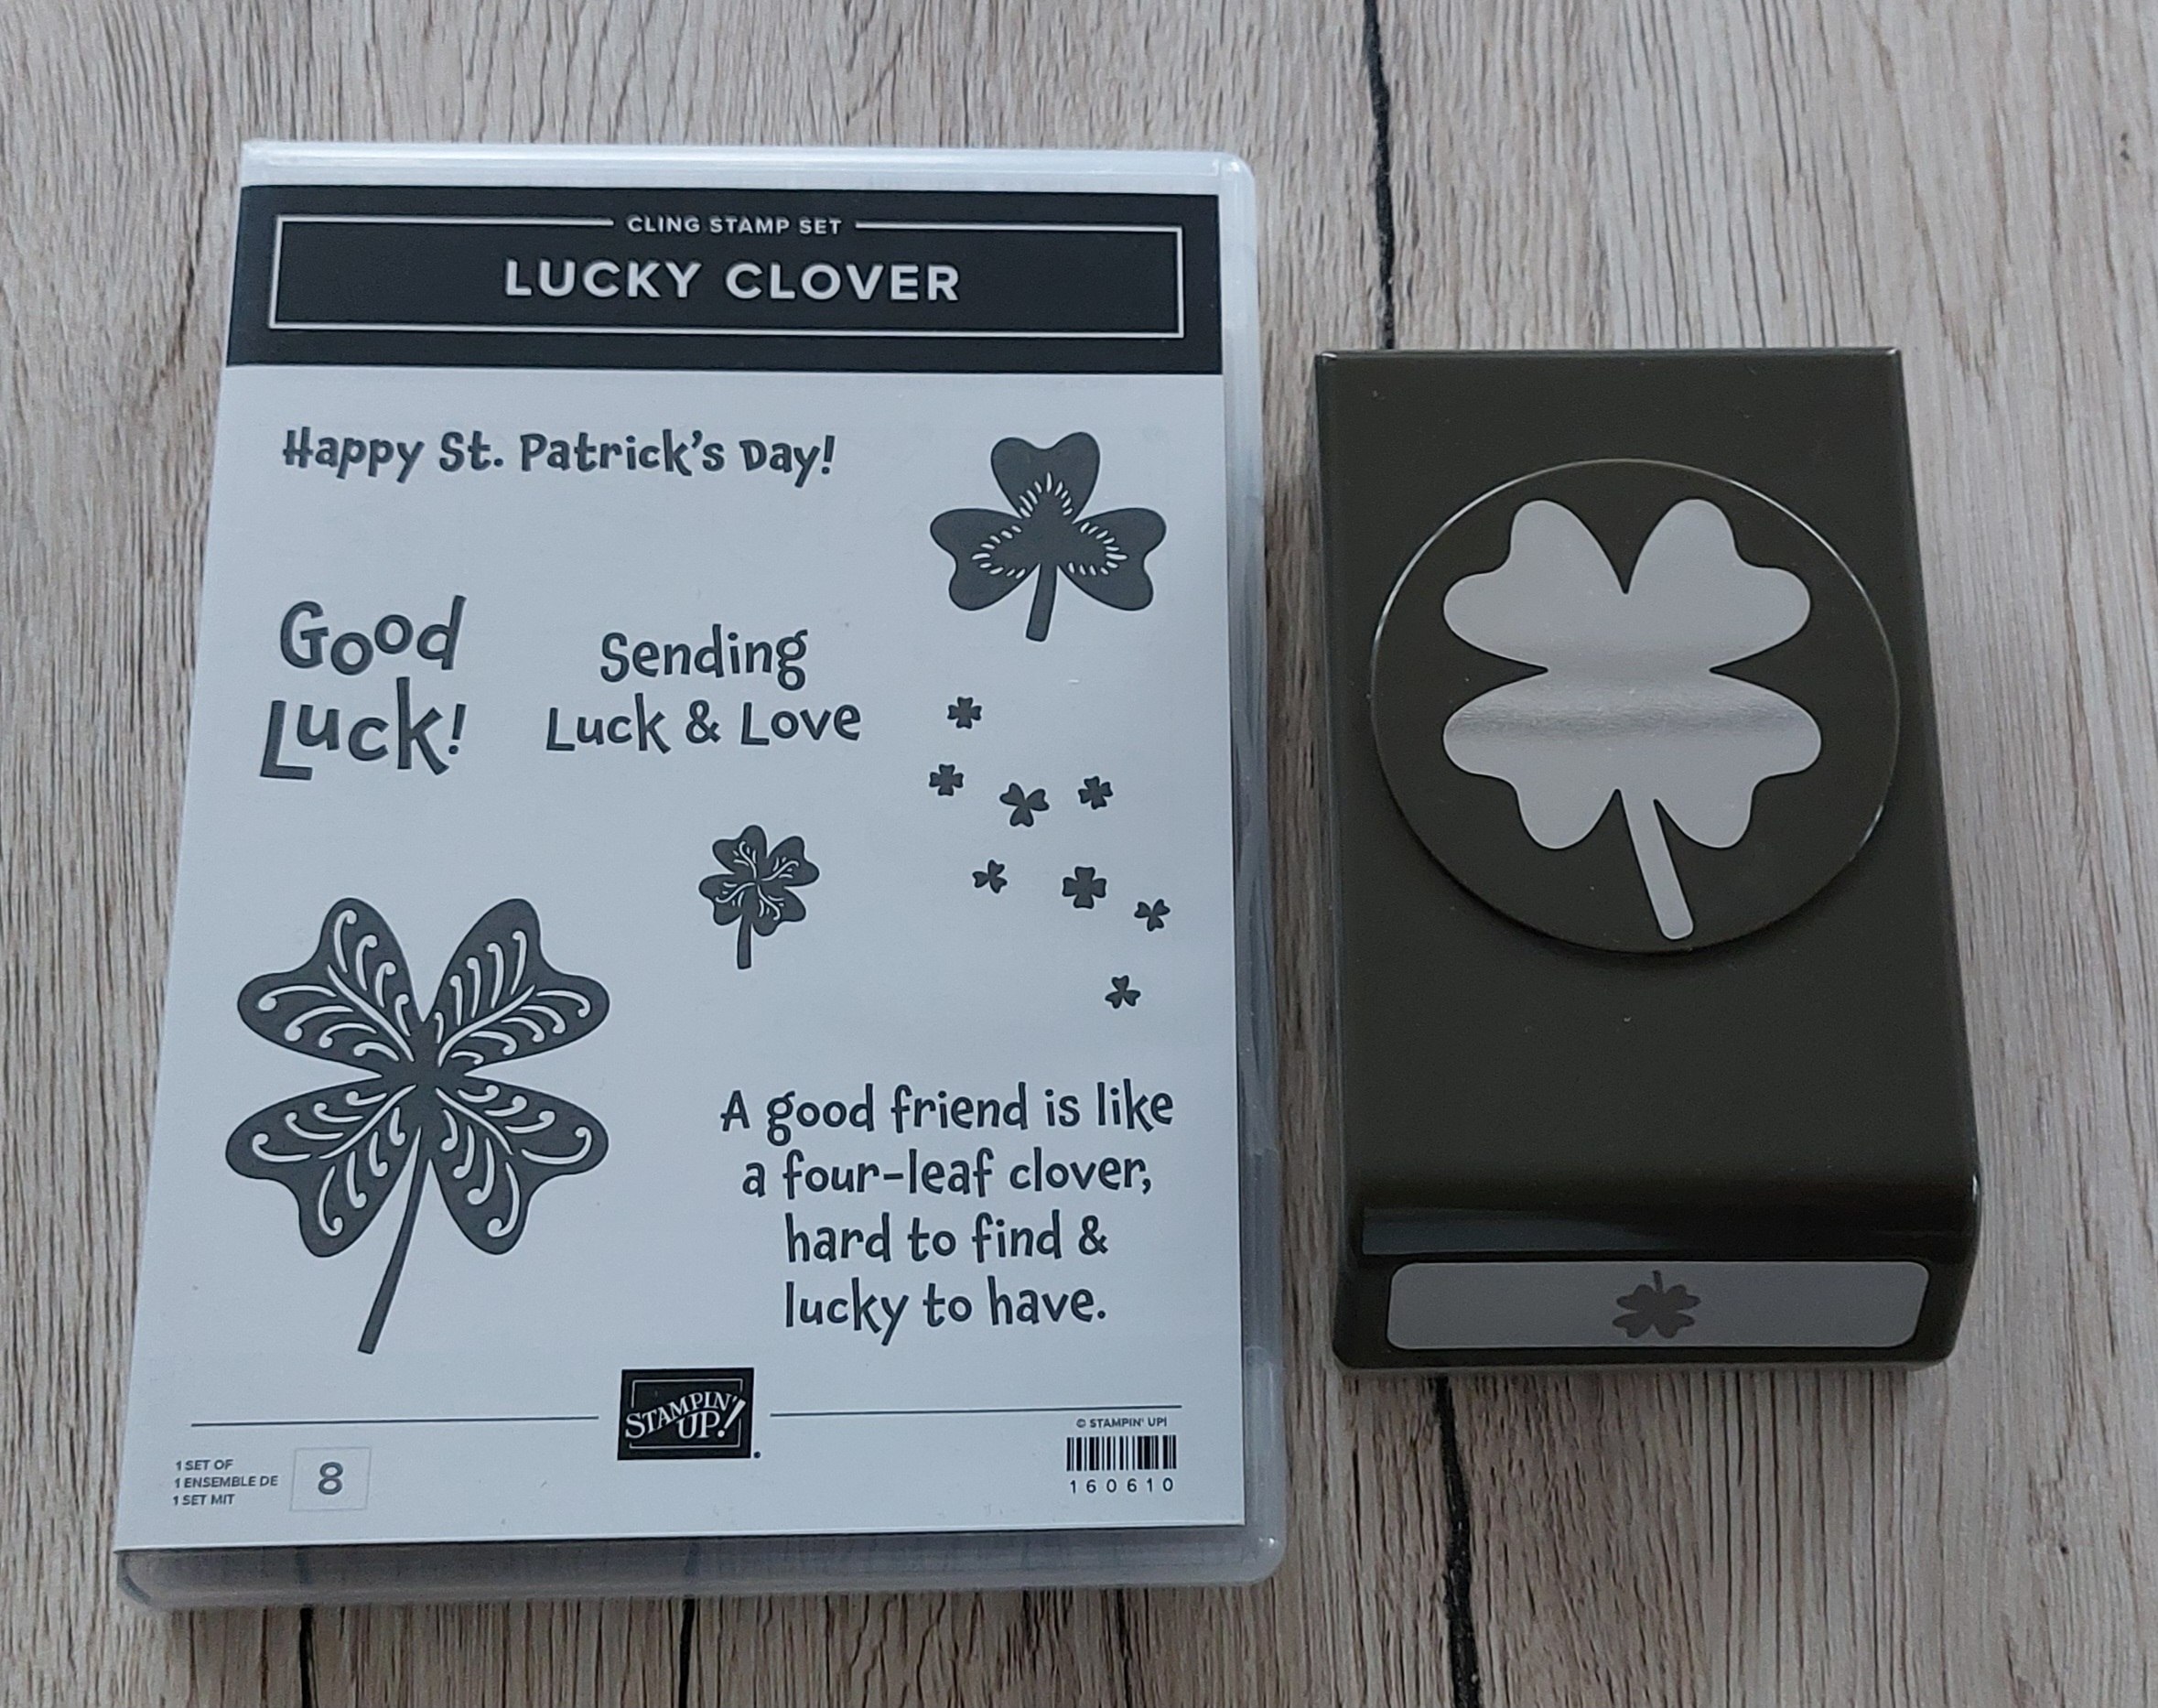 CLING STAMP SET
LUCKY CLOVER
Happy St. Patrick's Day!
Good
Luck!
Sending
Luck & Love
A good friend is like
a four-leaf clover,
hard to find &
lucky to have.
STAMPIN'
UP!
1 SET OF
1 ENSEMBLE DE
1 SET MIT
8
© STAMPIN' UP!
160610